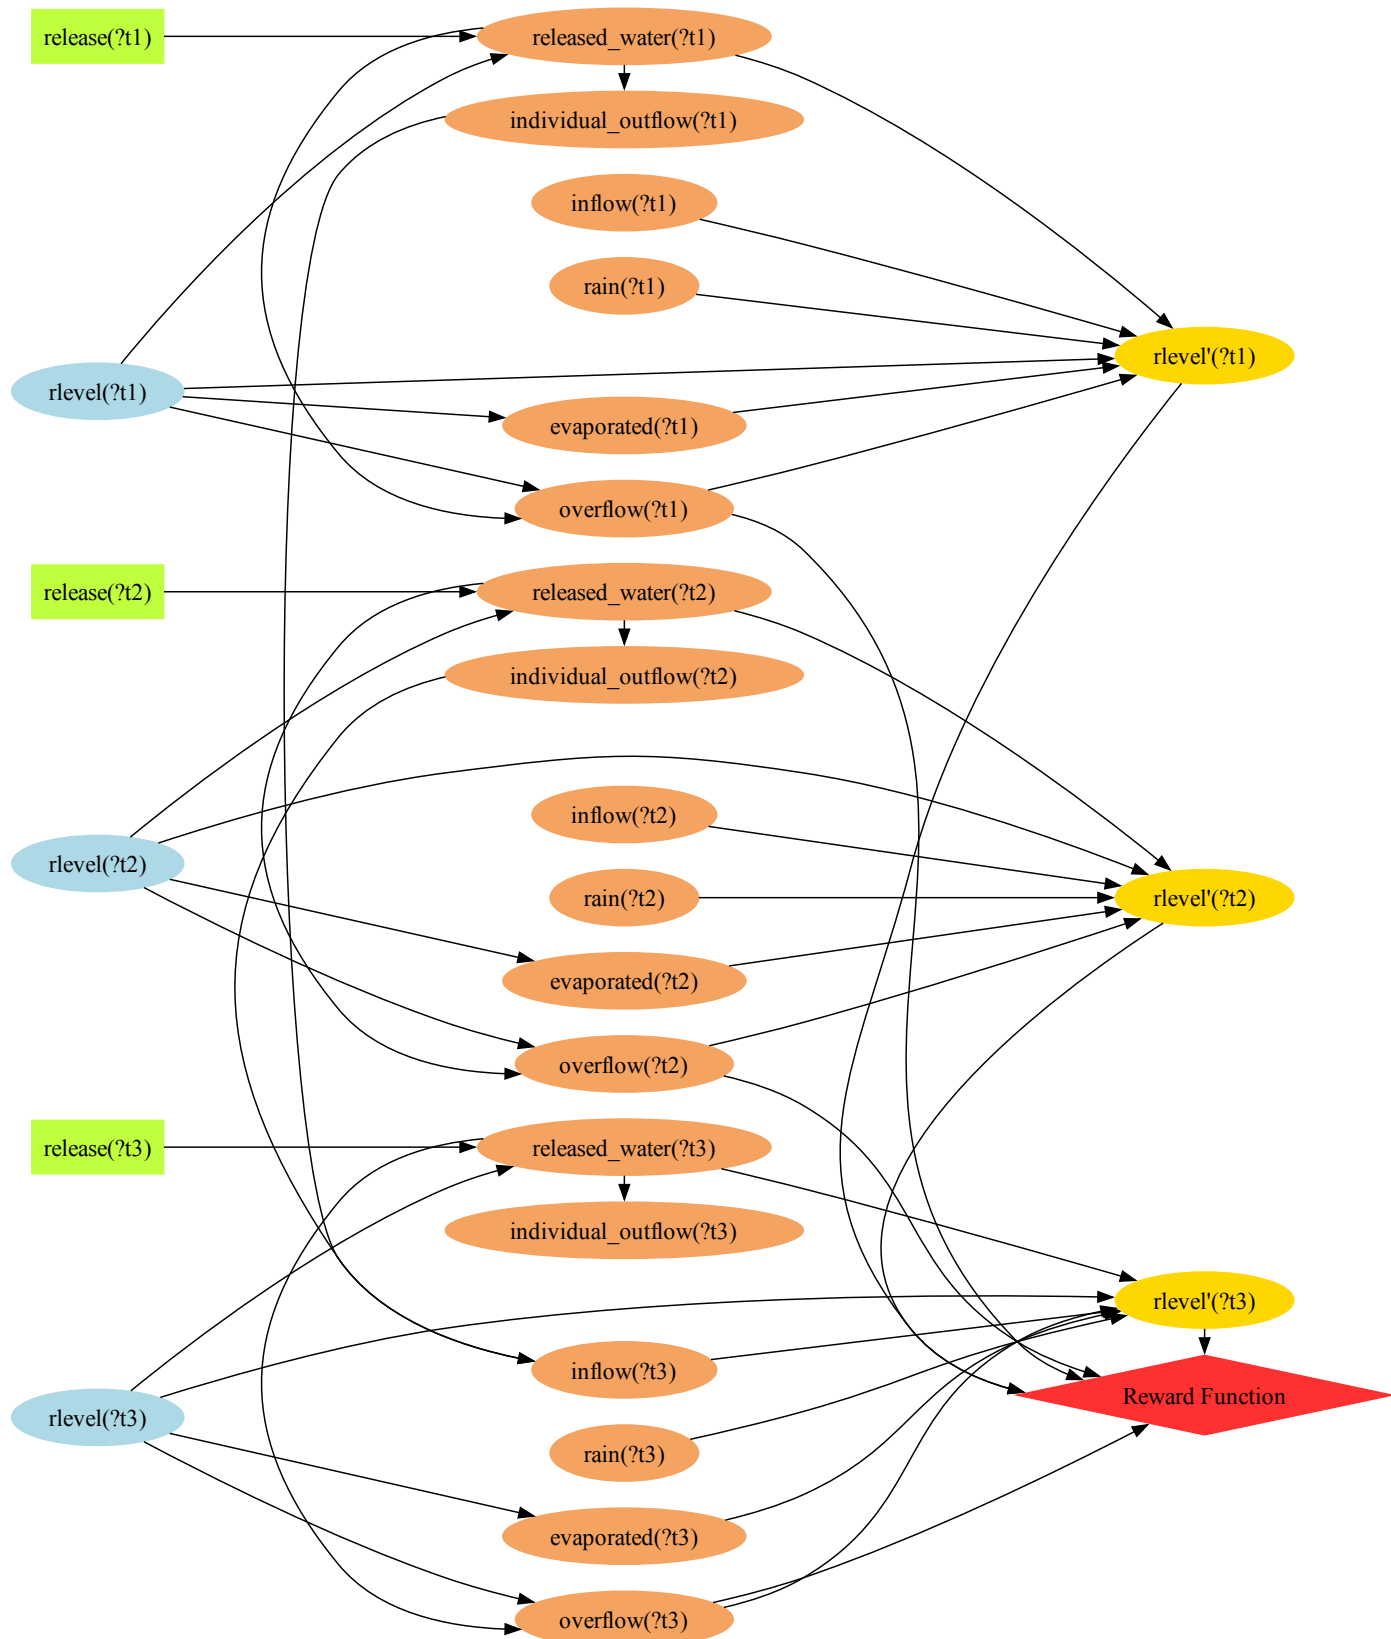 release(?t1)
released_water(?t1)
individual_outflow(?t1)
inflow(?t1)
rain(?t1)
rlevel'(?t1)
rlevel(?t1)
evaporated(?t1)
overflow(?t1)
release(?t2)
released_water(?t2)
individual_outflow(?t2)
inflow(?t2)
rlevel(?t2)
rain(?t2)
rlevel'(?t2)
evaporated(?t2)
overflow(?t2)
release(?t3)
released_water(?t3)
individual_outflow(?t3)
rlevel'(?t3)
inflow(?t3)
Reward Function
rlevel(?t3)
rain(?t3)
evaporated(?t3)
overflow(?t3)